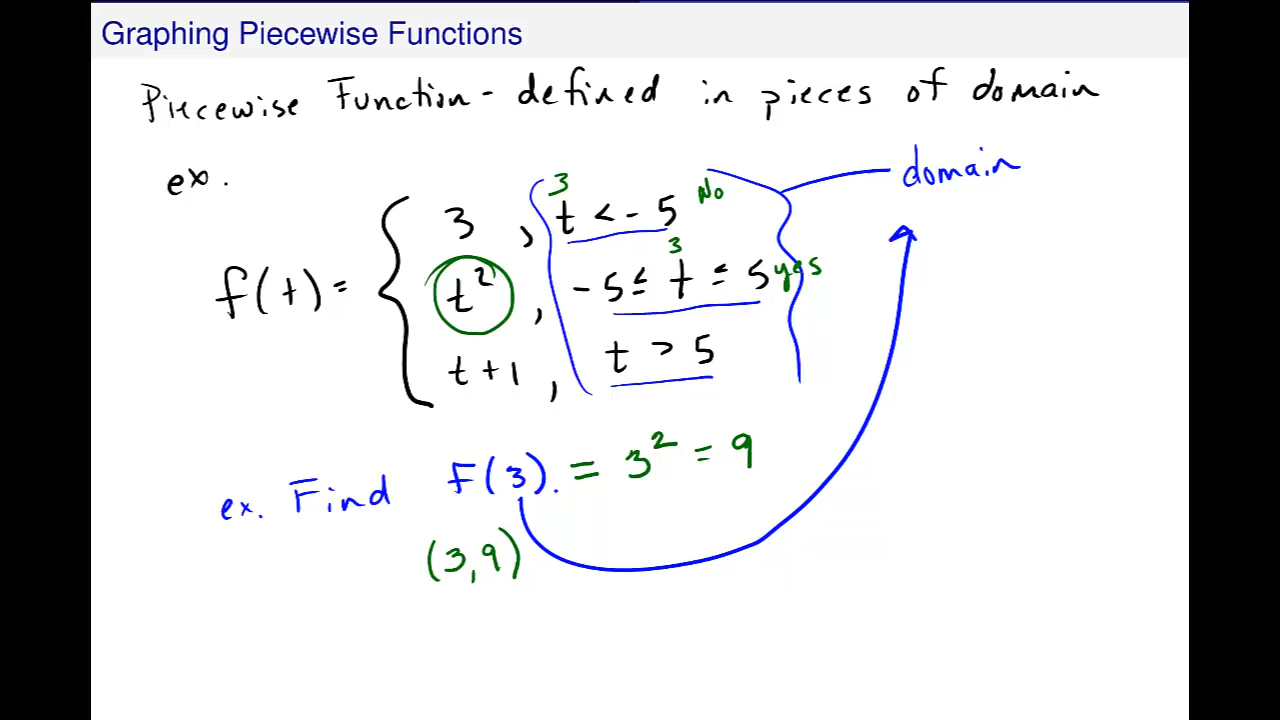 Graphing Piecewise Functions
Piecewise Function - defined in pieces of domain
ex.
domain
3 , t < - 5 No
3
f(t) = { t² , - 5 ≤ t ≤ 5 yes
3
t + 1 , t > 5
ex. Find f(3). = 3² = 9
(3,9)